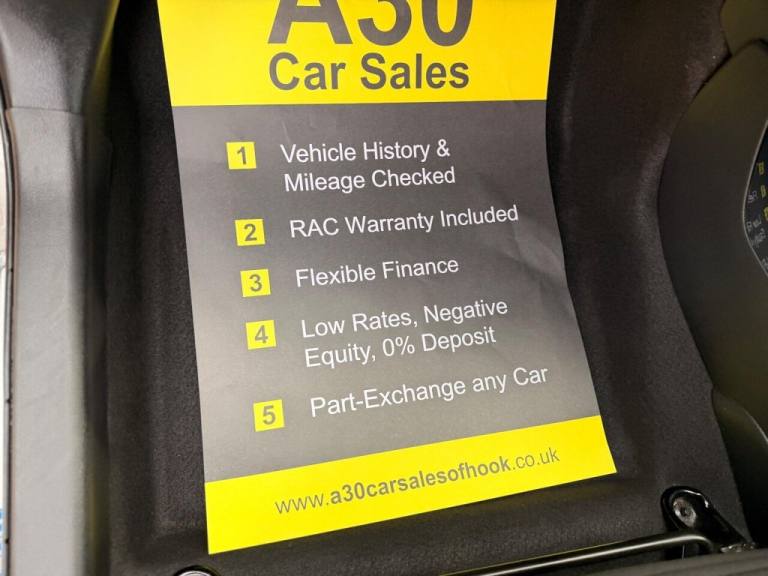 A30
Car Sales
1 Vehicle History &
Mileage Checked
2 RAC Warranty Included
3 Flexible Finance
4 Low Rates, Negative
Equity, 0% Deposit
5 Part-Exchange any Car
www.a30carsalesofhook.co.uk